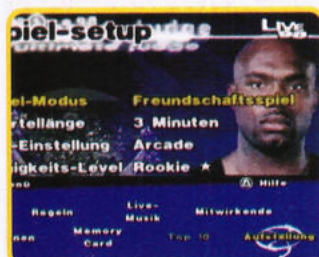 LIVE
piel-setup
el-Modus Freundschaftsspiel
rtellänge 3 Minuten
-Einstellung Arcade
igkeits-Level Rookie ★
Hilfe
Regeln Live-Musik Mitwirkende
nen Memory Card Top 10 Aufstellung